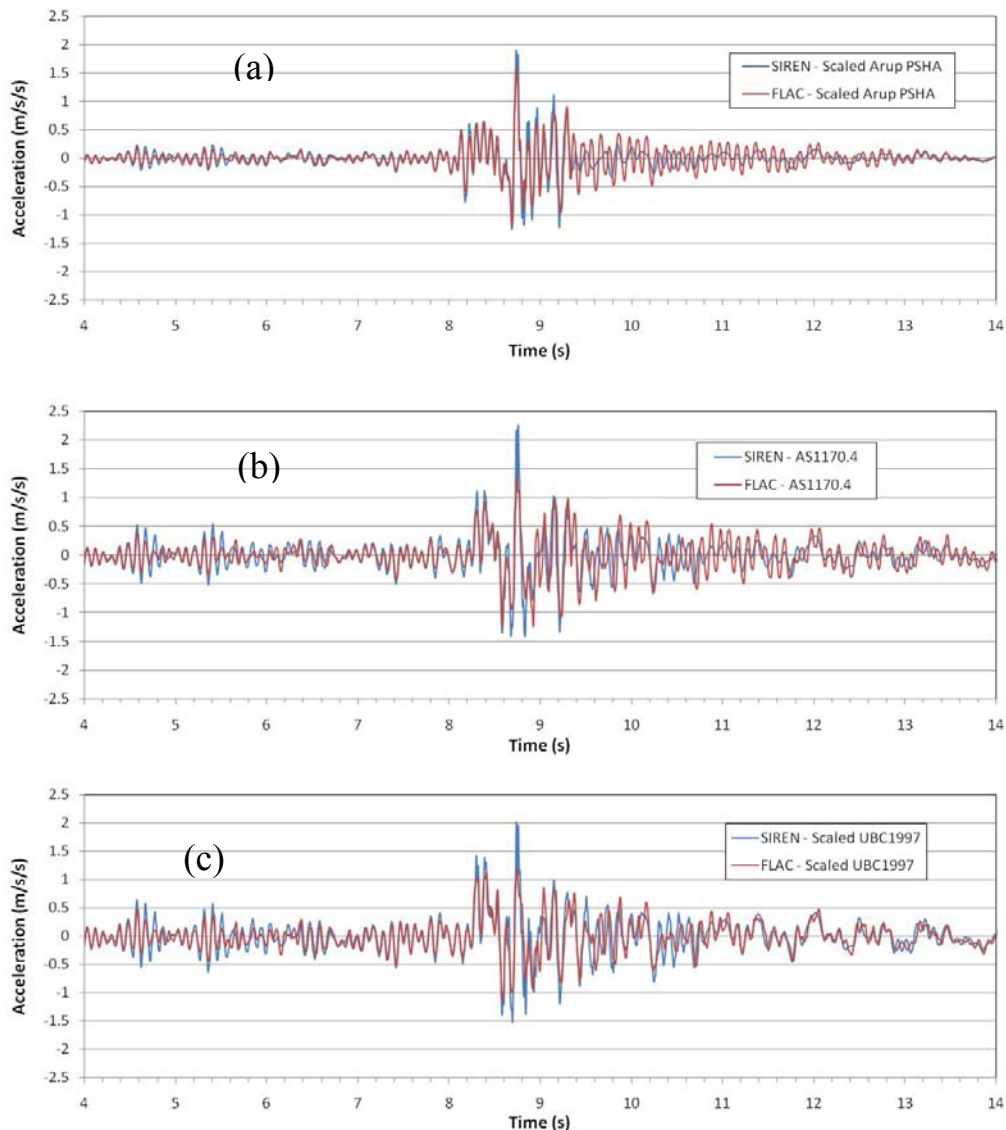 2.5
2
1.5
1
0.5
0
-0.5
-1
-1.5
-2
-2.5
Acceleration (m/s/s)
(a)
SIREN - Scaled Arup PSHA
FLAC - Scaled Arup PSHA
4 5 6 7 8 9 10 11 12 13 14
Time (s)
2.5
2
1.5
1
0.5
0
-0.5
-1
-1.5
-2
-2.5
Acceleration (m/s/s)
(b)
SIREN - AS1170.4
FLAC - AS1170.4
4 5 6 7 8 9 10 11 12 13 14
Time (s)
2.5
2
1.5
1
0.5
0
-0.5
-1
-1.5
-2
-2.5
Acceleration (m/s/s)
(c)
SIREN - Scaled UBC1997
FLAC - Scaled UBC1997
4 5 6 7 8 9 10 11 12 13 14
Time (s)